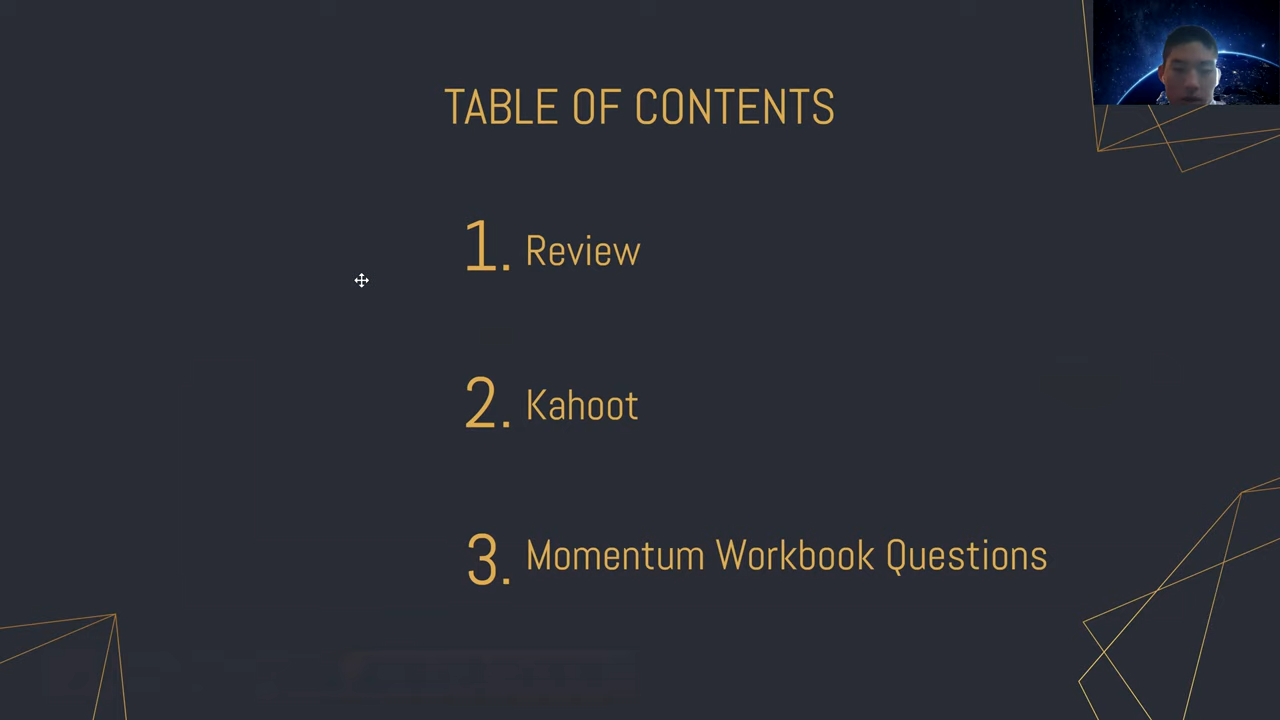 TABLE OF CONTENTS
1. Review
2. Kahoot
3. Momentum Workbook Questions